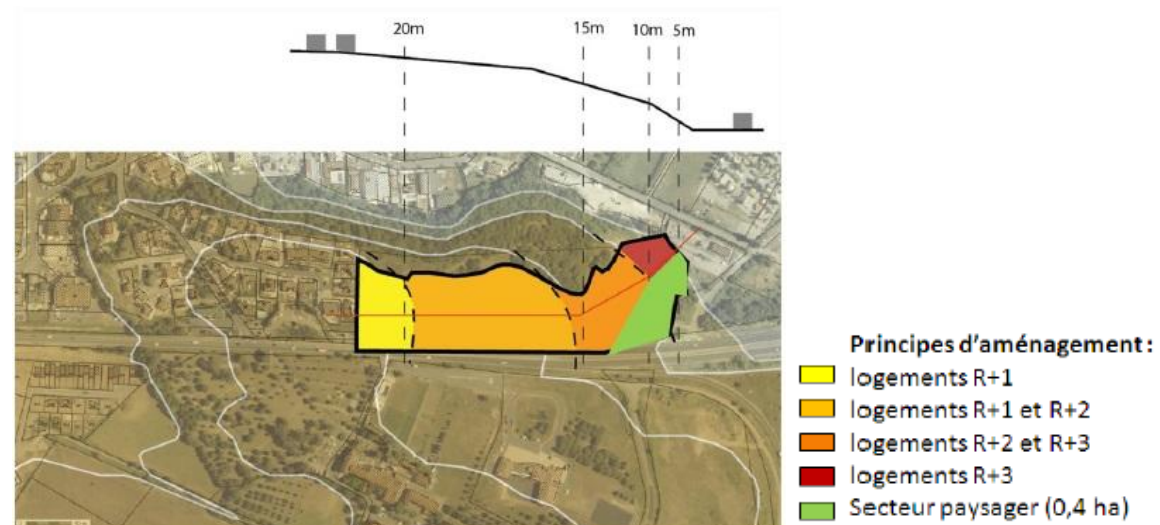 20m
15m
10m
5m
Principes d'aménagement :
logements R+1
logements R+1 et R+2
logements R+2 et R+3
logements R+3
Secteur paysager (0,4 ha)